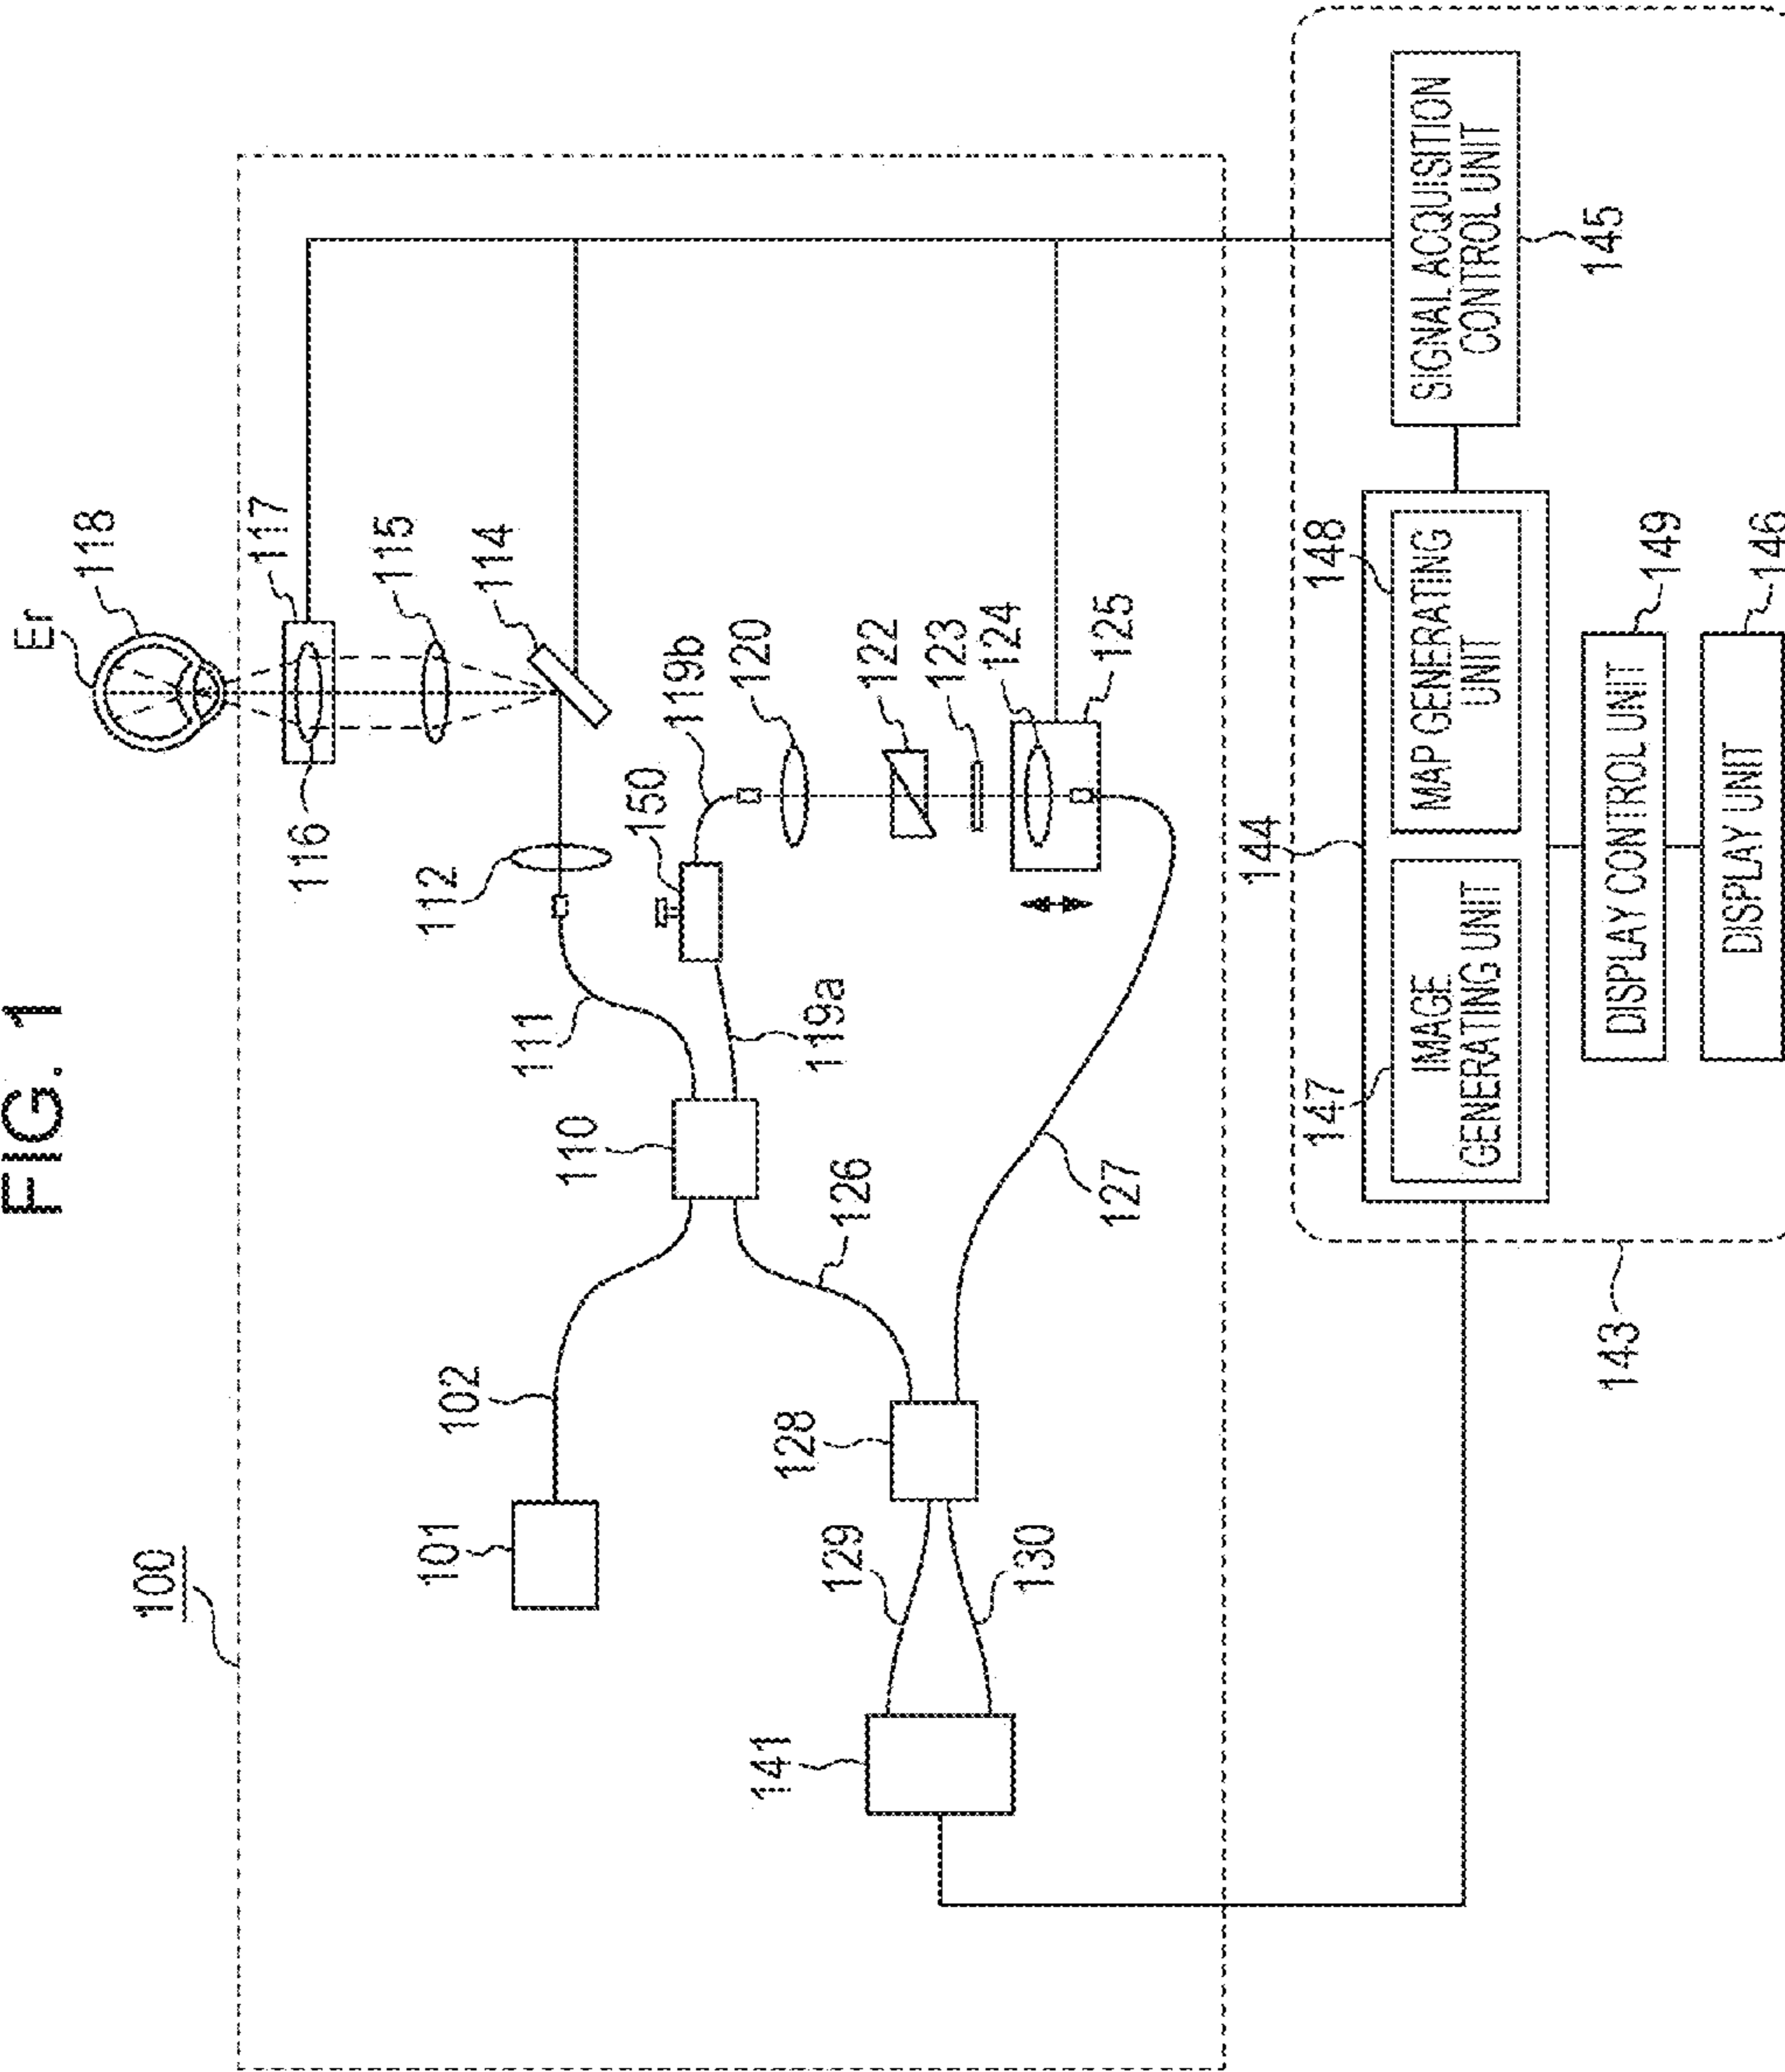 FIG. 1
Er
118
117
116
115
114
112
150
119b
120
122
123
124
125
111
119a
110
126
127
102
101
128
129
130
141
100
143
144
147
IMAGE
GENERATING UNIT
148
MAP GENERATING
UNIT
SIGNAL ACQUISITION
CONTROL UNIT
145
DISPLAY CONTROL UNIT
149
DISPLAY UNIT
146